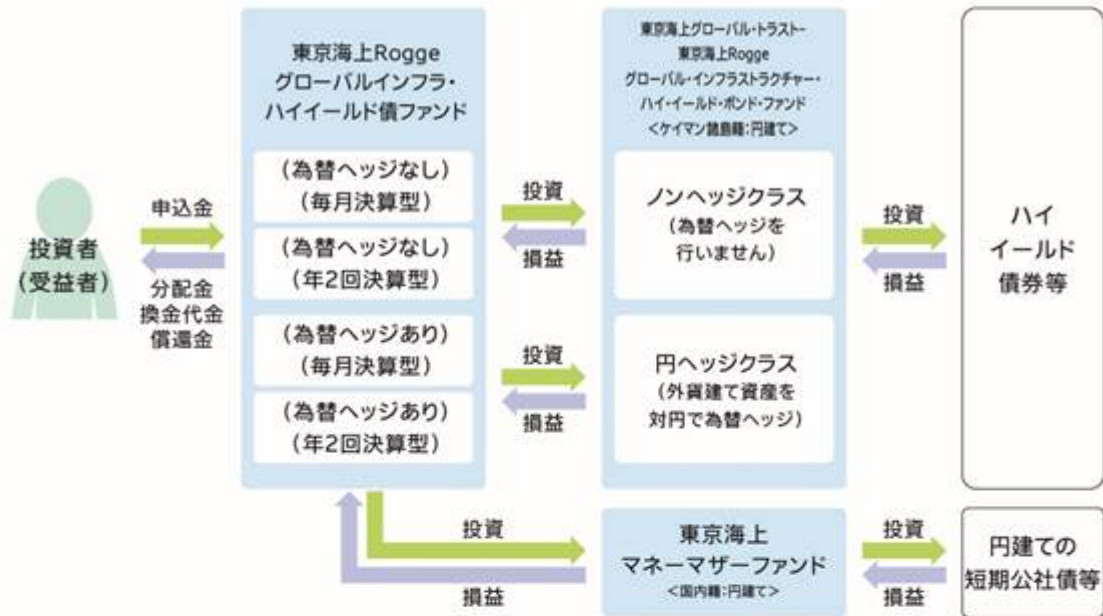 投資者
(受益者)
申込金
分配金
換金代金
償還金
東京海上Rogge
グローバルインフラ・
ハイイールド債ファンド
(為替ヘッジなし)
(毎月決算型)
(為替ヘッジなし)
(年2回決算型)
(為替ヘッジあり)
(毎月決算型)
(為替ヘッジあり)
(年2回決算型)
投資
損益
投資
損益
東京海上グローバル・トラスト-
東京海上Rogge
グローバル・インフラストラクチャー・
ハイ・イールド・ボンド・ファンド
<ケイマン諸島籍:円建て>
ノンヘッジクラス
(為替ヘッジを
行いません)
円ヘッジクラス
(外貨建て資産を
対円で為替ヘッジ)
投資
損益
ハイ
イールド
債券等
投資
損益
東京海上
マネーマザーファンド
<国内籍:円建て>
投資
損益
円建ての
短期公社債等